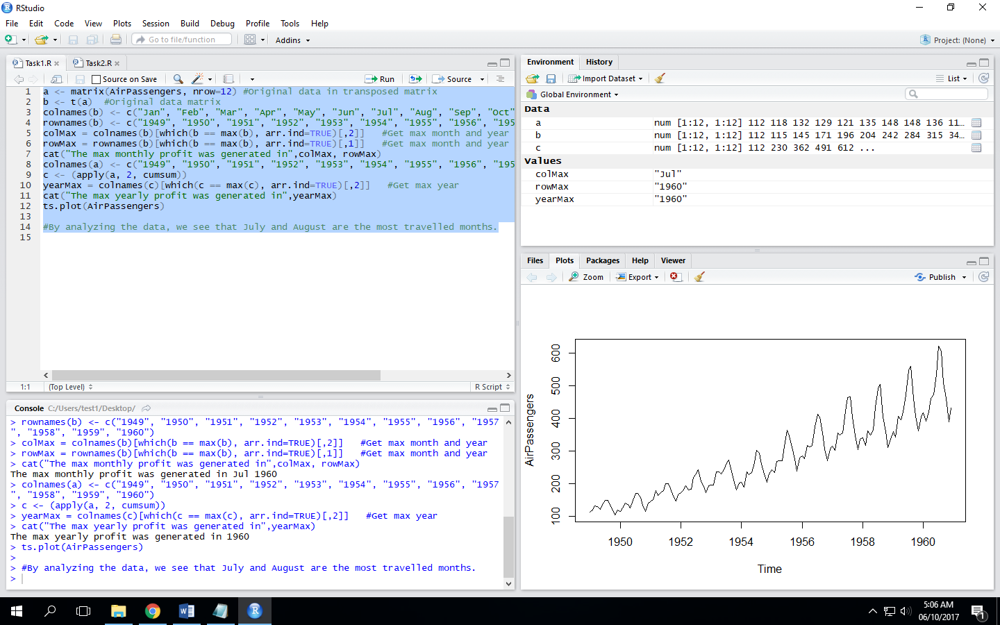 RStudio
File Edit Code View Plots Session Build Debug Profile Tools Help
Go to file/function Addins Project: (None)
Task1.R Task2.R
Source on Save Run Source
1 a <- matrix(AirPassengers, nrow=12) #Original data in transposed matrix
2 b <- t(a)  #Original data matrix
3 colnames(b) <- c("Jan", "Feb", "Mar", "Apr", "May", "Jun", "Jul", "Aug", "Sep", "Oct"
4 rownames(b) <- c("1949", "1950", "1951", "1952", "1953", "1954", "1955", "1956", "195
5 colMax = colnames(b)[which(b == max(b), arr.ind=TRUE)[,2]]   #Get max month and year
6 rowMax = rownames(b)[which(b == max(b), arr.ind=TRUE)[,1]]   #Get max month and year
7 cat("The max monthly profit was generated in",colMax, rowMax)
8 colnames(a) <- c("1949", "1950", "1951", "1952", "1953", "1954", "1955", "1956", "195
9 c <- (apply(a, 2, cumsum))
10 yearMax = colnames(c)[which(c == max(c), arr.ind=TRUE)[,2]]   #Get max year
11 cat("The max yearly profit was generated in",yearMax)
12 ts.plot(AirPassengers)
13
14 #By analyzing the data, we see that July and August are the most travelled months.
15
1:1 (Top Level) R Script
Console C:/Users/test1/Desktop/
> rownames(b) <- c("1949", "1950", "1951", "1952", "1953", "1954", "1955", "1956", "1957
", "1958", "1959", "1960")
> colMax = colnames(b)[which(b == max(b), arr.ind=TRUE)[,2]]   #Get max month and year
> rowMax = rownames(b)[which(b == max(b), arr.ind=TRUE)[,1]]   #Get max month and year
> cat("The max monthly profit was generated in",colMax, rowMax)
The max monthly profit was generated in Jul 1960
> colnames(a) <- c("1949", "1950", "1951", "1952", "1953", "1954", "1955", "1956", "1957
", "1958", "1959", "1960")
> c <- (apply(a, 2, cumsum))
> yearMax = colnames(c)[which(c == max(c), arr.ind=TRUE)[,2]]   #Get max year
> cat("The max yearly profit was generated in",yearMax)
The max yearly profit was generated in 1960
> ts.plot(AirPassengers)
>
> #By analyzing the data, we see that July and August are the most travelled months.
>
Environment History
Import Dataset List
Global Environment
Data
a num [1:12, 1:12] 112 118 132 129 121 135 148 148 136 11…
b num [1:12, 1:12] 112 115 145 171 196 204 242 284 315 34…
c num [1:12, 1:12] 112 230 362 491 612 ...
Values
colMax "Jul"
rowMax "1960"
yearMax "1960"
Files Plots Packages Help Viewer
Zoom Export Publish
600
500
400
300
200
100
AirPassengers
1950 1952 1954 1956 1958 1960
Time
5:06 AM
06/10/2017
1